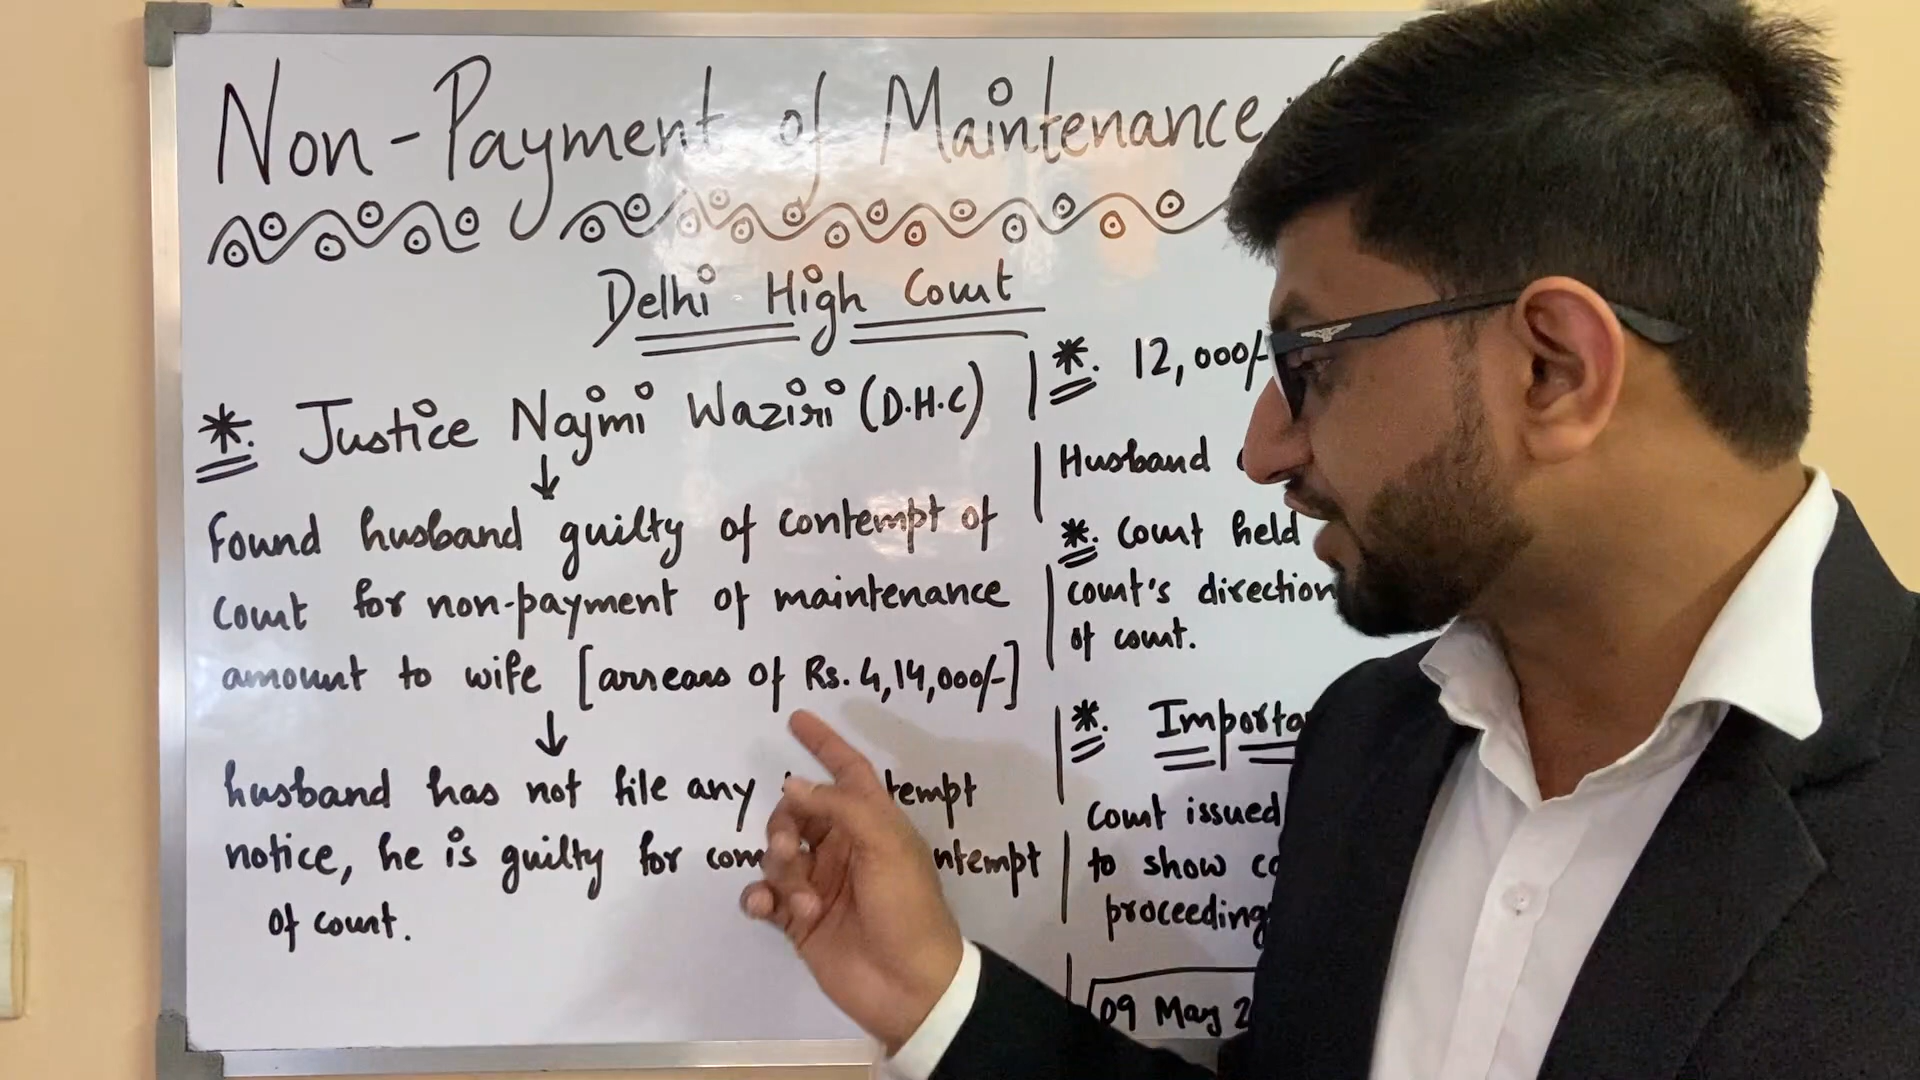 Non-Payment of Maintenance
Delhi High Court
*. Justice Najmi Waziri (D.H.C)
↓
Found husband guilty of contempt of
court for non-payment of maintenance
amount to wife [arrears of Rs. 4,14,000/-]
↓
husband has not file any
notice, he is guilty for
of court.
*. 12,000/-
Husband
*. Court held
court's direction
of court.
*.
Court issued
to show
09 May